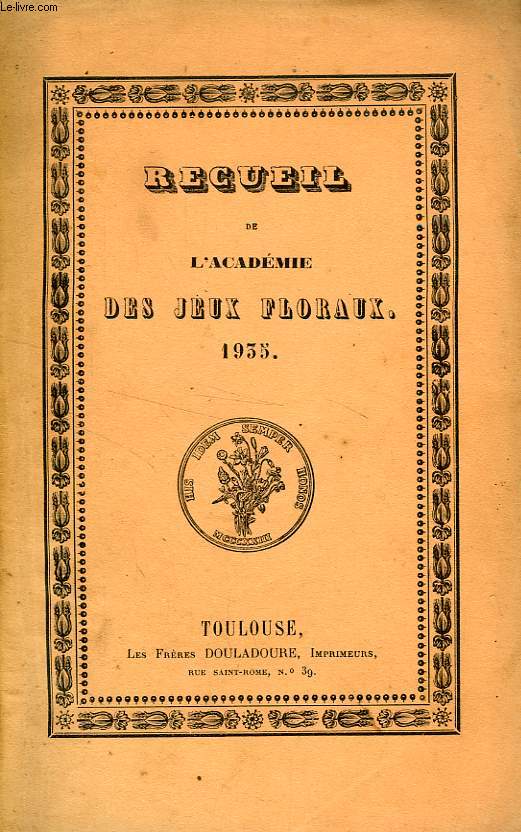 Le-livre.com
RECUEIL
DE
L'ACADÉMIE
DES JEUX FLORAUX.
1935.
HIS IDEM SEMPER HONOS
MCCCXXIII
TOULOUSE,
Les Frères DOULADOURE, Imprimeurs,
RUE SAINT-ROME, N.º 39.